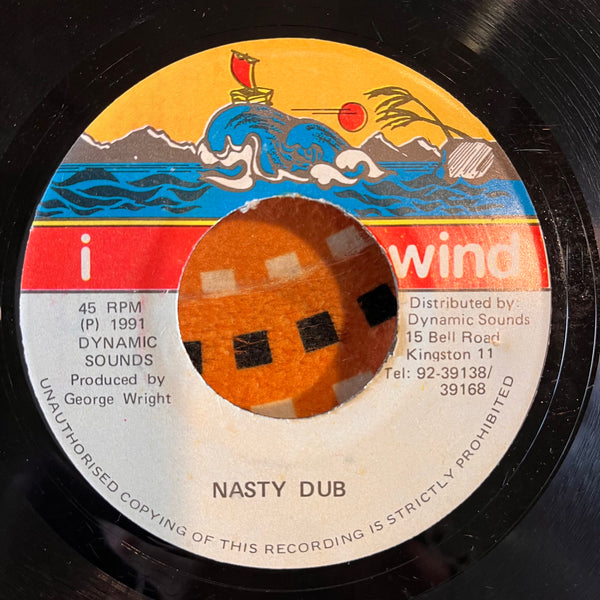 i wind
45 RPM
(P) 1991
DYNAMIC
SOUNDS
Produced by
George Wright
Distributed by:
Dynamic Sounds
15 Bell Road
Kingston 11
Tel: 92-39138/
39168
NASTY DUB
UNAUTHORISED COPYING OF THIS RECORDING IS STRICTLY PROHIBITED